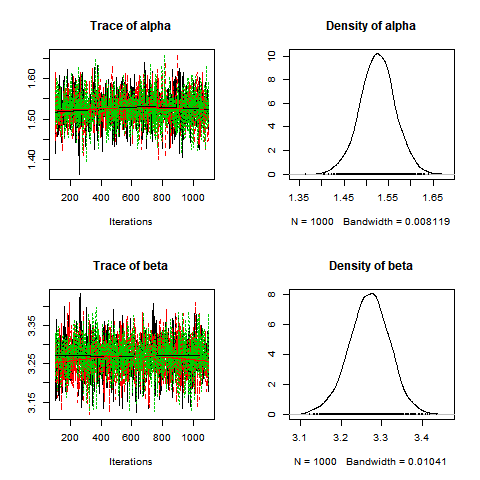 Trace of alpha
1.40 1.50 1.60
200 400 600 800 1000
Iterations
Density of alpha
0 2 4 6 8 10
1.35 1.45 1.55 1.65
N = 1000 Bandwidth = 0.008119
Trace of beta
3.15 3.25 3.35
200 400 600 800 1000
Iterations
Density of beta
0 2 4 6 8
3.1 3.2 3.3 3.4
N = 1000 Bandwidth = 0.01041